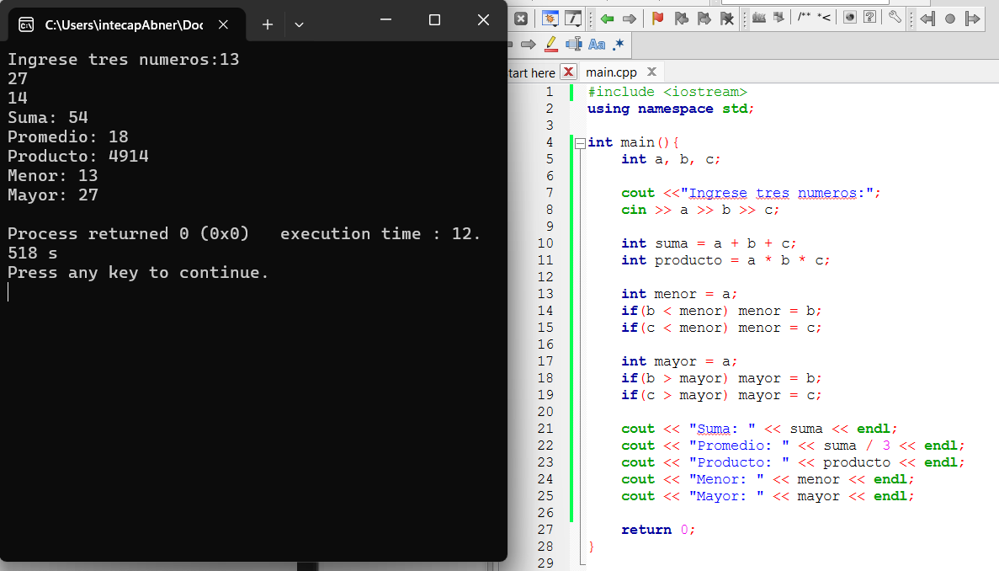 C:\Users\intecapAbner\Doc
Ingrese tres numeros:13
27
14
Suma: 54
Promedio: 18
Producto: 4914
Menor: 13
Mayor: 27
Process returned 0 (0x0)   execution time : 12.
518 s
Press any key to continue.
/** *<
Aa .*
tart here
main.cpp
1 #include <iostream>
2 using namespace std;
3
4 int main(){
5     int a, b, c;
6
7     cout <<"Ingrese tres numeros:";
8     cin >> a >> b >> c;
9
10     int suma = a + b + c;
11     int producto = a * b * c;
12
13     int menor = a;
14     if(b < menor) menor = b;
15     if(c < menor) menor = c;
16
17     int mayor = a;
18     if(b > mayor) mayor = b;
19     if(c > mayor) mayor = c;
20
21     cout << "Suma: " << suma << endl;
22     cout << "Promedio: " << suma / 3 << endl;
23     cout << "Producto: " << producto << endl;
24     cout << "Menor: " << menor << endl;
25     cout << "Mayor: " << mayor << endl;
26
27     return 0;
28 }
29